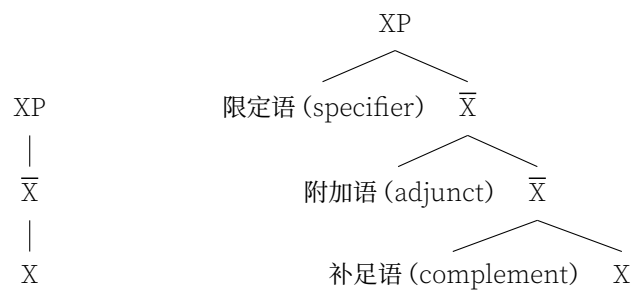 XP
XP
限定语（specifier） X̅
X̅
附加语（adjunct） X̅
X
补足语（complement） X